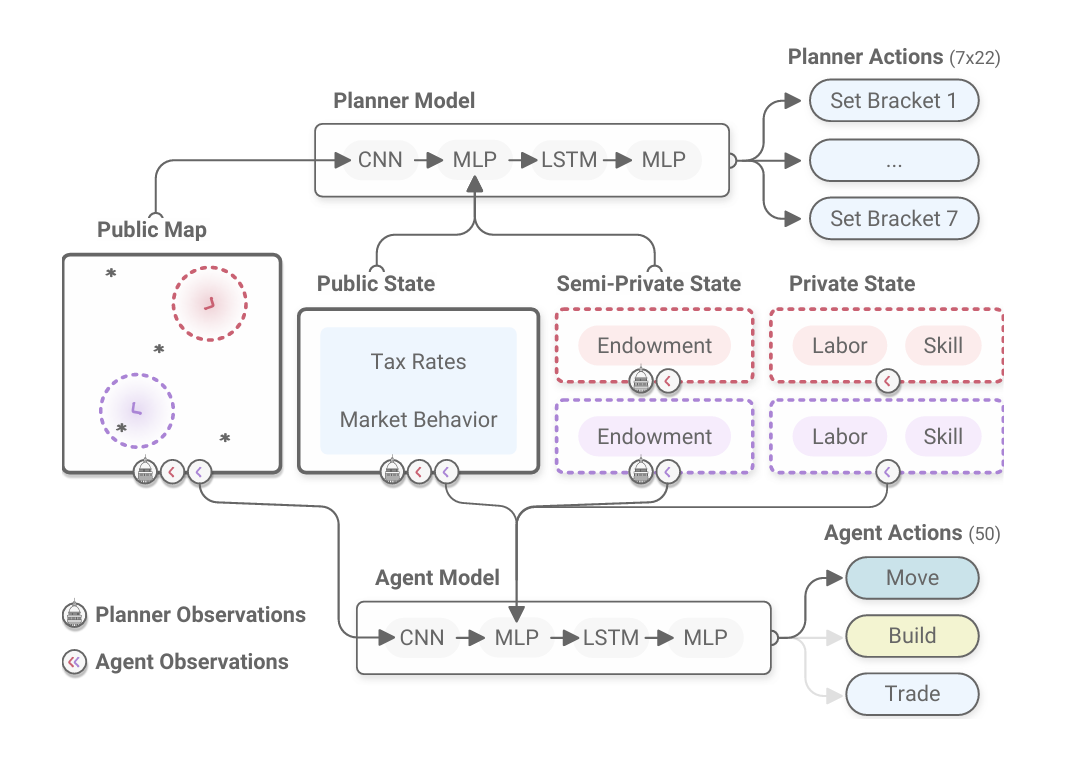 Planner Actions (7x22)
Planner Model
Set Bracket 1
CNN
MLP
LSTM
MLP
...
Set Bracket 7
Public Map
Public State
Semi-Private State
Private State
*
*
*
*
Tax Rates
Market Behavior
Endowment
Labor
Skill
Endowment
Labor
Skill
Agent Actions (50)
Agent Model
Move
CNN
MLP
LSTM
MLP
Build
Trade
Planner Observations
Agent Observations